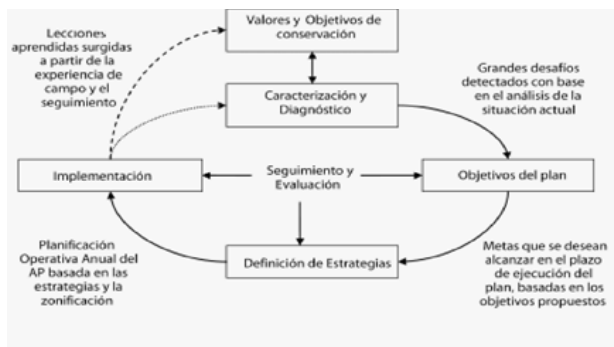 Valores y Objetivos de
conservación
Lecciones
aprendidas surgidas
a partir de la
experiencia de
campo y el
seguimiento
Caracterización y
Diagnóstico
Grandes desafíos
detectados con base
en el análisis de la
situación actual
Implementación
Seguimiento y
Evaluación
Objetivos del plan
Planificación
Operativa Anual del
AP basada en las
estrategias y la
zonificación
Definición de Estrategias
Metas que se desean
alcanzar en el plazo
de ejecución del
plan, basadas en los
objetivos propuestos